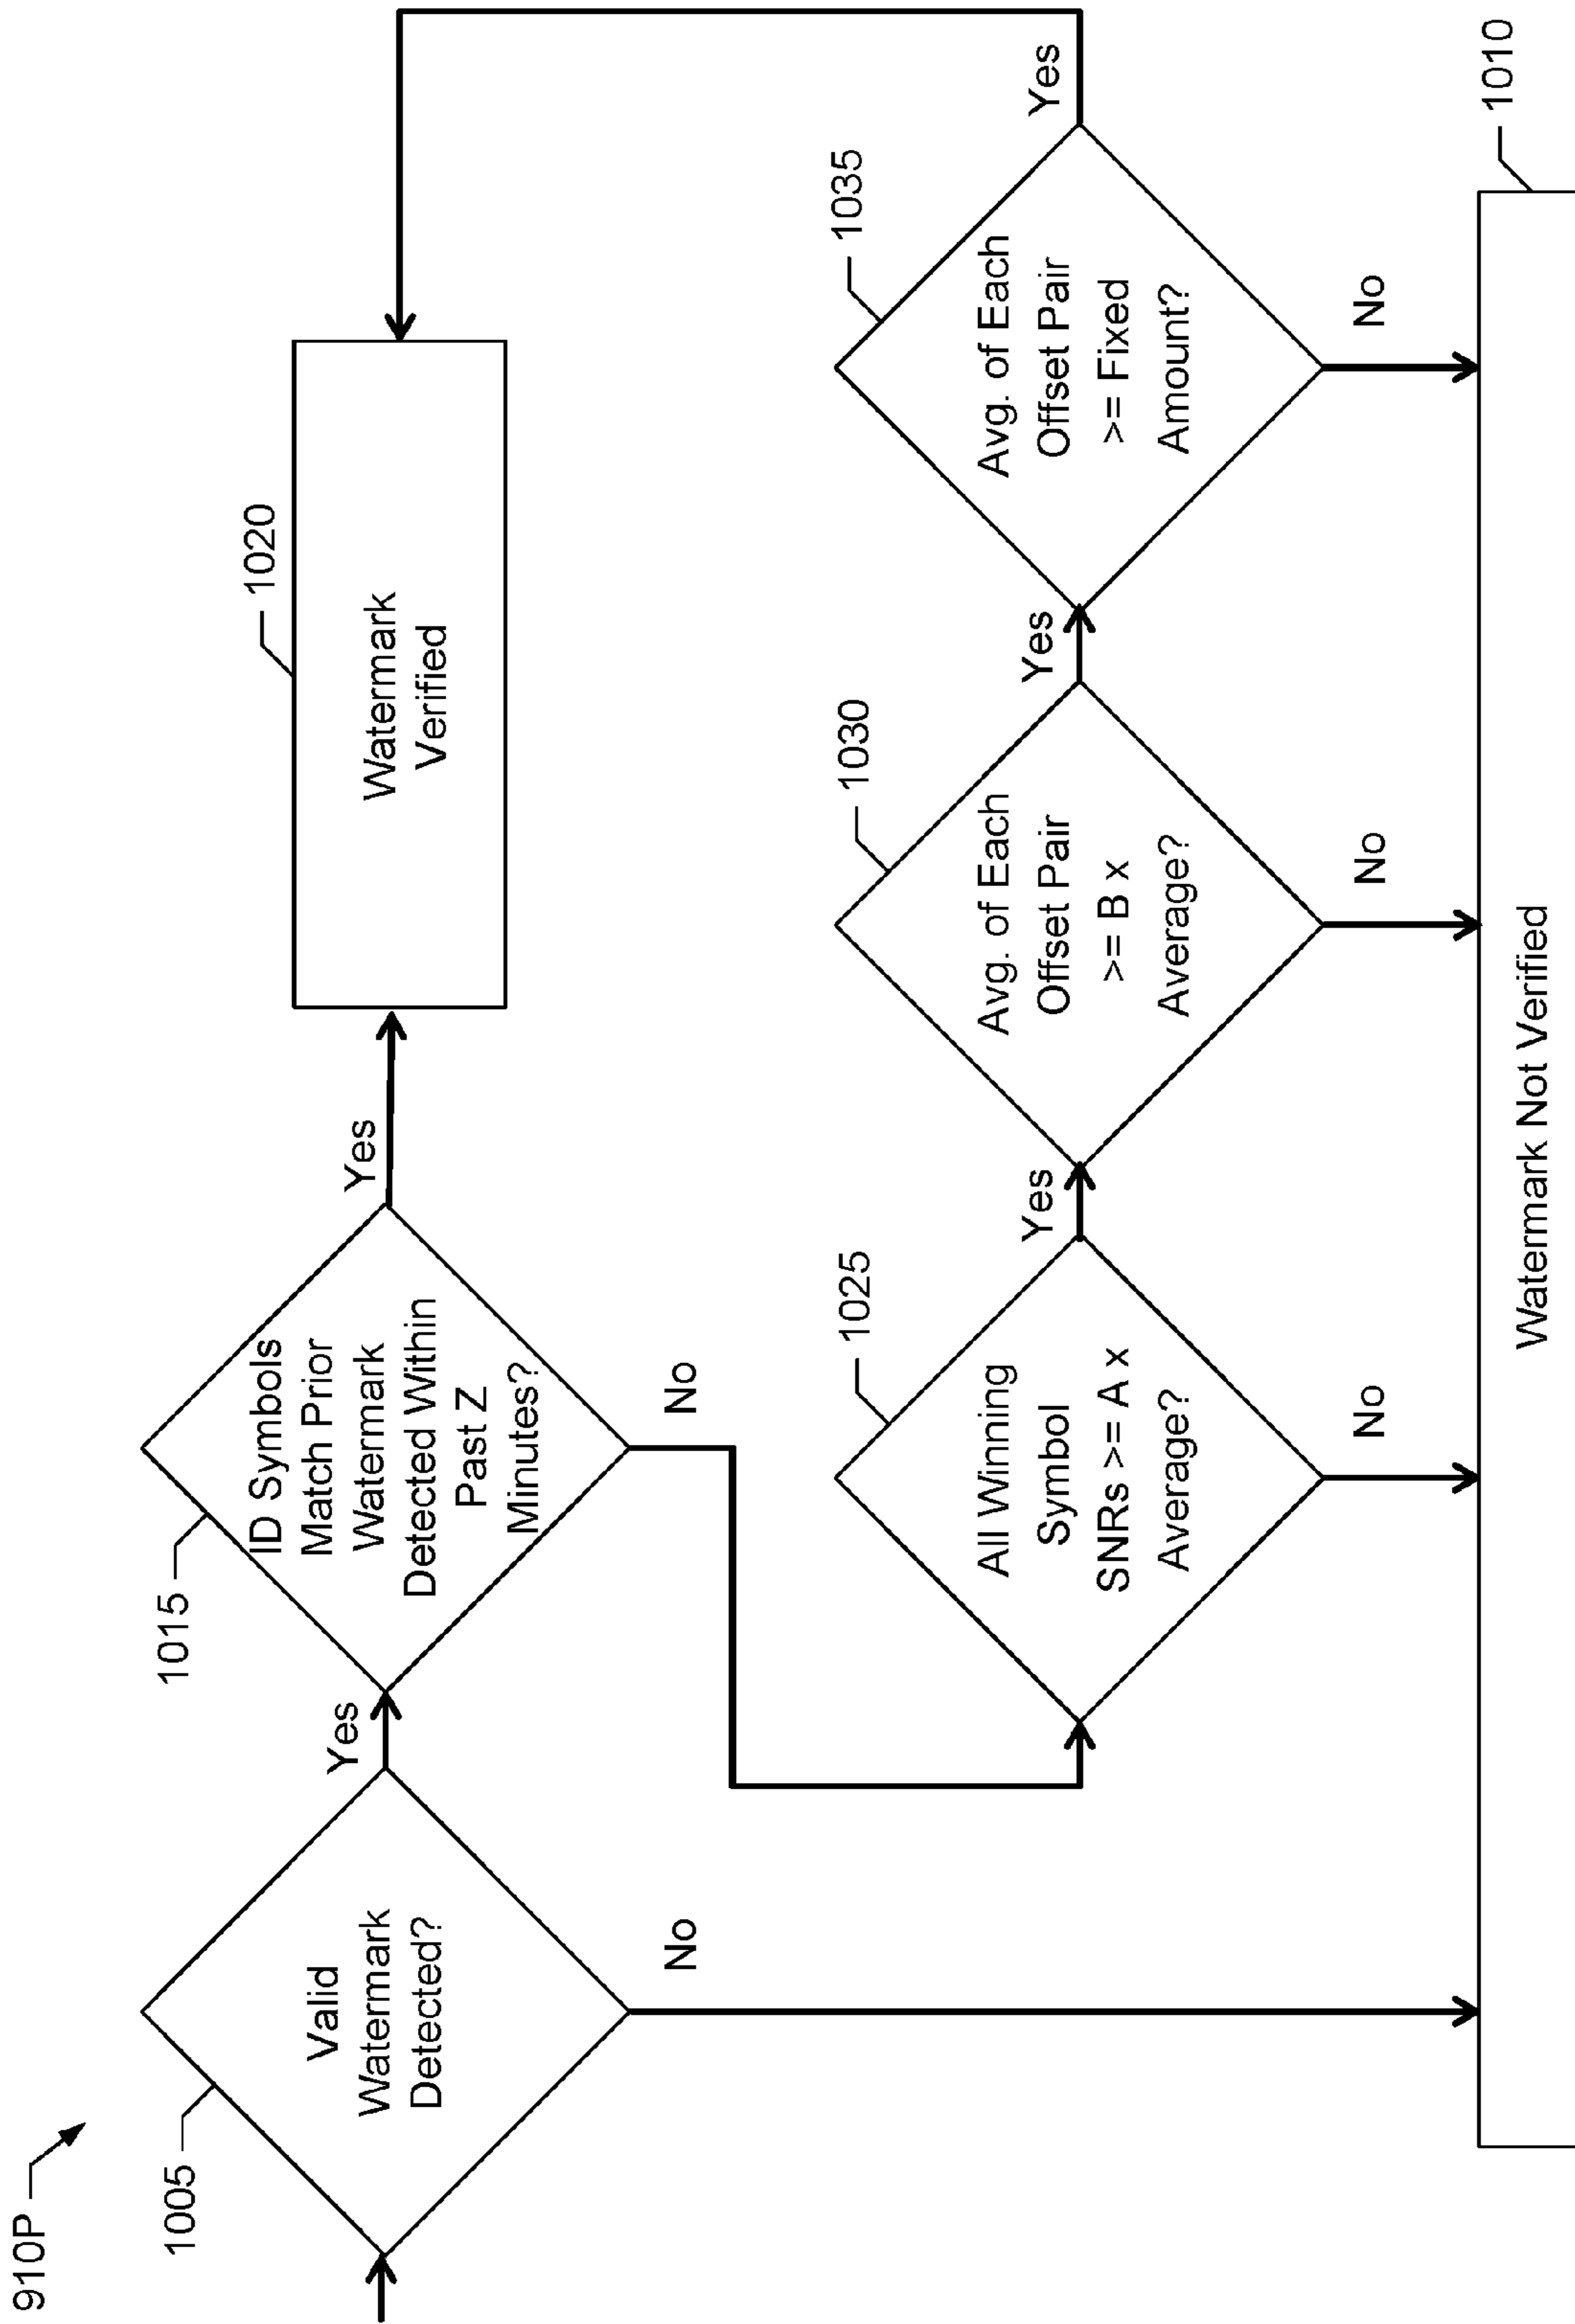 910P
1005
Valid
Watermark
Detected?
Yes
No
1015
ID Symbols
Match Prior
Watermark
Detected Within
Past Z
Minutes?
Yes
No
1020
Watermark
Verified
1025
All Winning
Symbol
SNRs >= A x
Average?
Yes
No
1030
Avg. of Each
Offset Pair
>= B x
Average?
Yes
No
1035
Avg. of Each
Offset Pair
>= Fixed
Amount?
Yes
No
1010
Watermark Not Verified